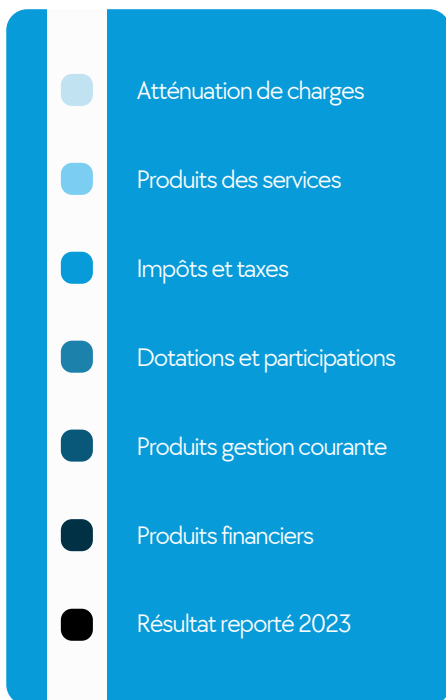 Atténuation de charges
Produits des services
Impôts et taxes
Dotations et participations
Produits gestion courante
Produits financiers
Résultat reporté 2023